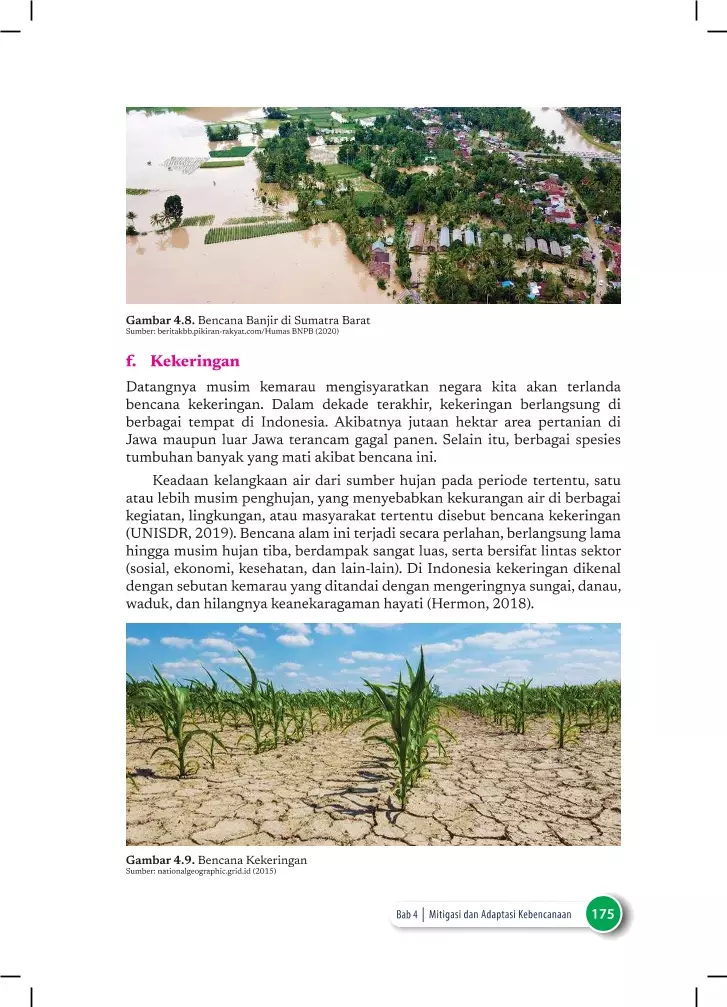 Gambar 4.8. Bencana Banjir di Sumatra Barat
Sumber: beritakbb.pikiran-rakyat.com/Humas BNPB (2020)
f. Kekeringan
Datangnya musim kemarau mengisyaratkan negara kita akan terlanda
bencana kekeringan. Dalam dekade terakhir, kekeringan berlangsung di
berbagai tempat di Indonesia. Akibatnya jutaan hektar area pertanian di
Jawa maupun luar Jawa terancam gagal panen. Selain itu, berbagai spesies
tumbuhan banyak yang mati akibat bencana ini.
Keadaan kelangkaan air dari sumber hujan pada periode tertentu, satu
atau lebih musim penghujan, yang menyebabkan kekurangan air di berbagai
kegiatan, lingkungan, atau masyarakat tertentu disebut bencana kekeringan
(UNISDR, 2019). Bencana alam ini terjadi secara perlahan, berlangsung lama
hingga musim hujan tiba, berdampak sangat luas, serta bersifat lintas sektor
(sosial, ekonomi, kesehatan, dan lain-lain). Di Indonesia kekeringan dikenal
dengan sebutan kemarau yang ditandai dengan mengeringnya sungai, danau,
waduk, dan hilangnya keanekaragaman hayati (Hermon, 2018).
Gambar 4.9. Bencana Kekeringan
Sumber: nationalgeographic.grid.id (2015)
Bab 4 | Mitigasi dan Adaptasi Kebencanaan 175